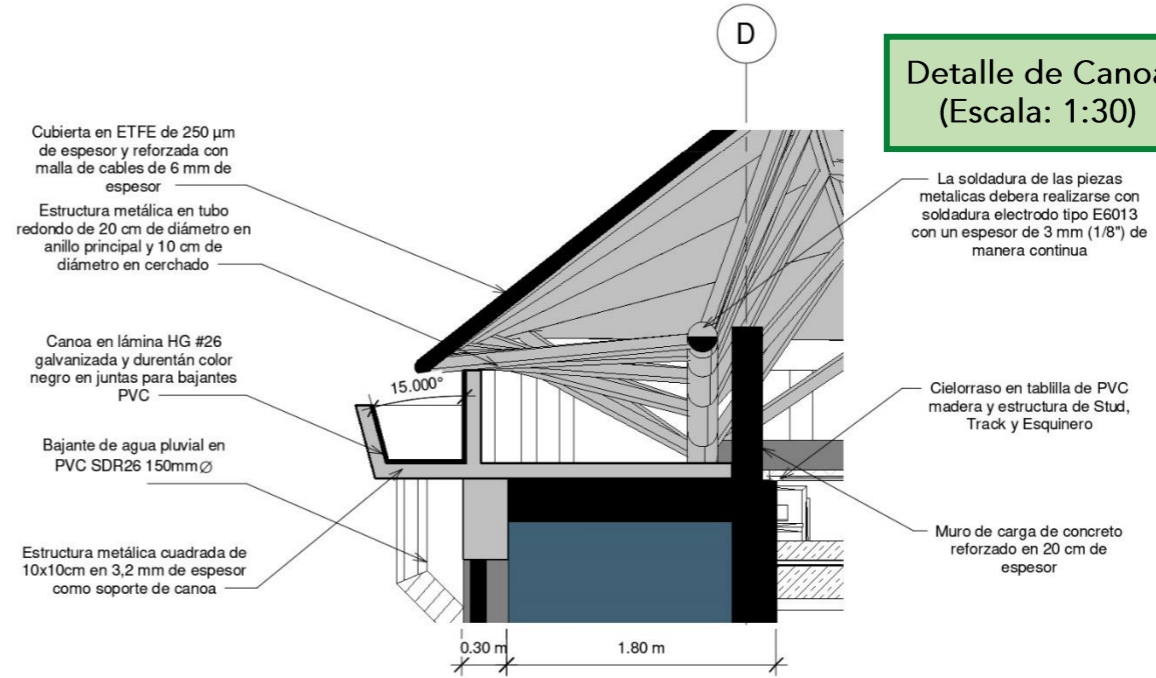 D
Detalle de Canoa
(Escala: 1:30)
Cubierta en ETFE de 250 µm
de espesor y reforzada con
malla de cables de 6 mm de
espesor
Estructura metálica en tubo
redondo de 20 cm de diámetro en
anillo principal y 10 cm de
diámetro en cerchado
Canoa en lámina HG #26
galvanizada y durentán color
negro en juntas para bajantes
PVC
Bajante de agua pluvial en
PVC SDR26 150mm Ø
Estructura metálica cuadrada de
10x10cm en 3,2 mm de espesor
como soporte de canoa
15.000°
La soldadura de las piezas
metalicas debera realizarse con
soldadura electrodo tipo E6013
con un espesor de 3 mm (1/8") de
manera continua
Cielorraso en tablilla de PVC
madera y estructura de Stud,
Track y Esquinero
Muro de carga de concreto
reforzado en 20 cm de
espesor
0.30 m
1.80 m